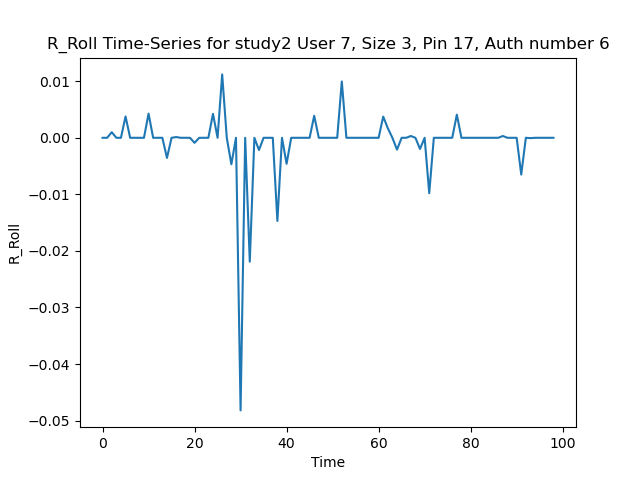 R_Roll Time-Series for study2 User 7, Size 3, Pin 17, Auth number 6
0.01
0.00
−0.01
−0.02
−0.03
−0.04
−0.05
R_Roll
0 20 40 60 80 100
Time